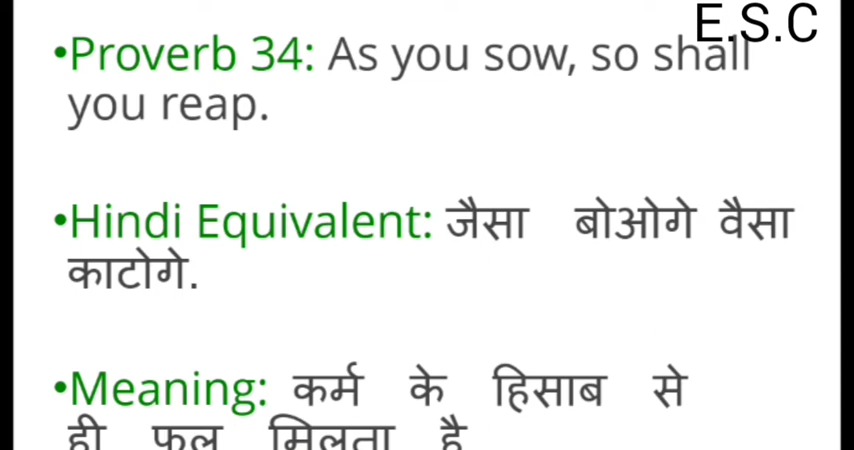 E.S.C
•Proverb 34: As you sow, so shall
you reap.
•Hindi Equivalent: जैसा बोओगे वैसा
काटोगे.
•Meaning: कर्म के हिसाब से
ही फल मिलता है